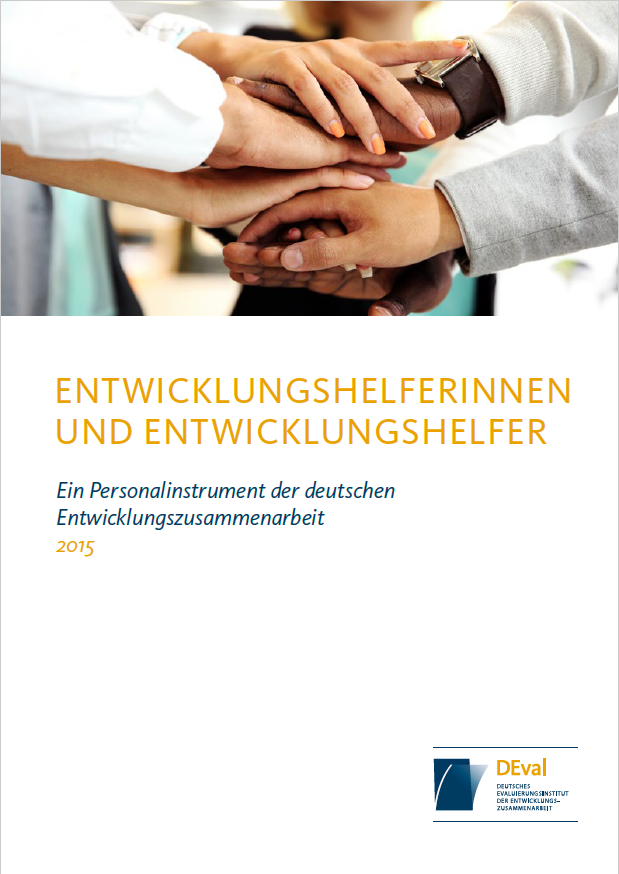 ENTWICKLUNGSHELFERINNEN
UND ENTWICKLUNGSHELFER
Ein Personalinstrument der deutschen
Entwicklungszusammenarbeit
2015
DEval
DEUTSCHES
EVALUIERUNGSINSTITUT
DER ENTWICKLUNGS-
ZUSAMMENARBEIT